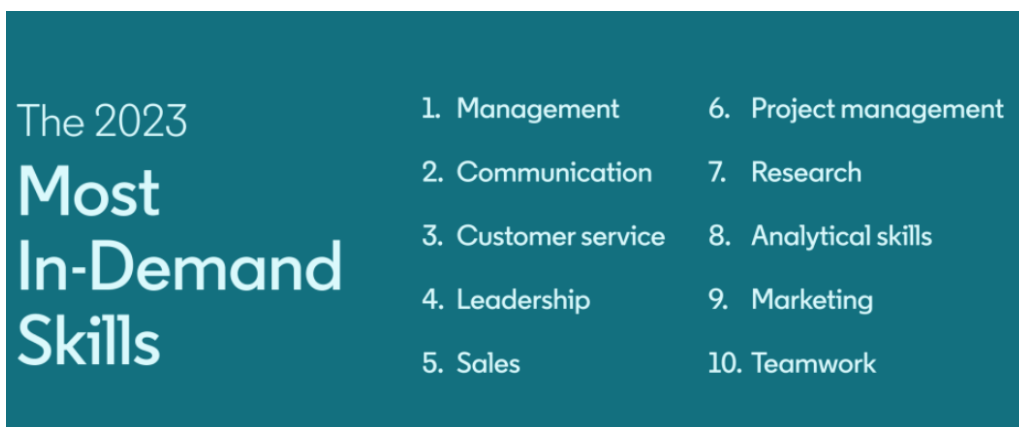 The 2023
Most
In-Demand
Skills
1. Management
2. Communication
3. Customer service
4. Leadership
5. Sales
6. Project management
7. Research
8. Analytical skills
9. Marketing
10. Teamwork